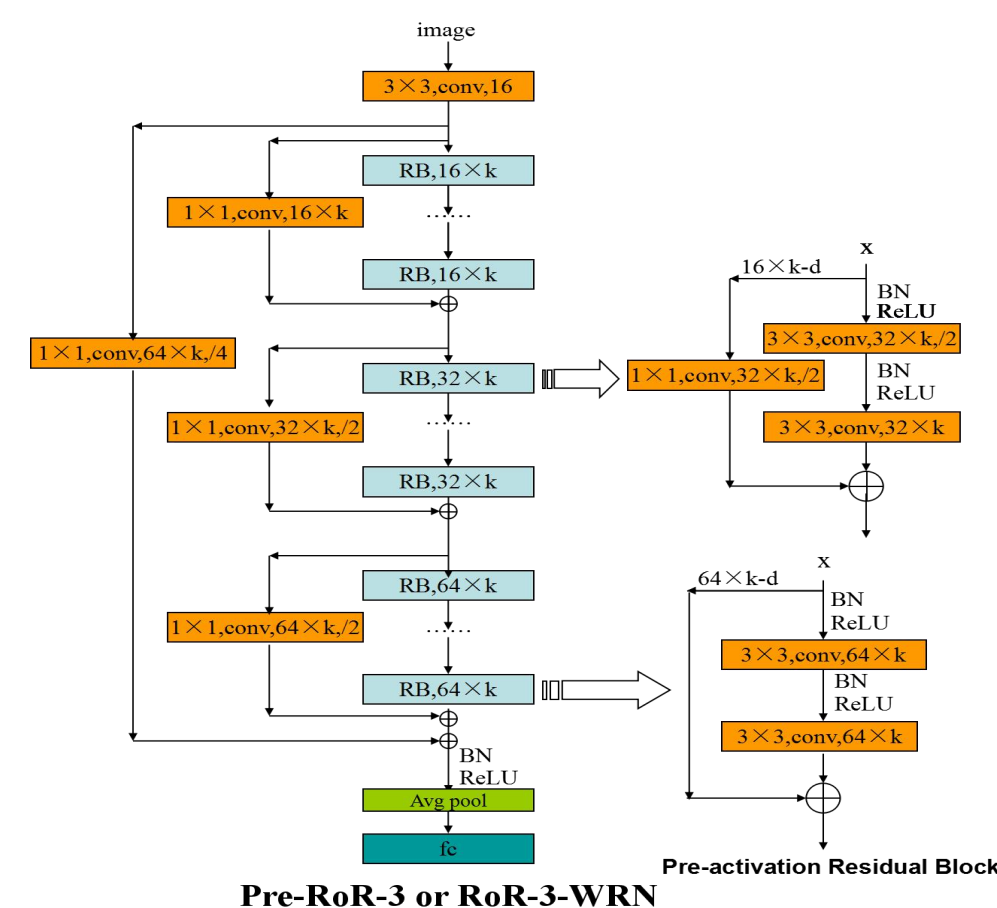 image
3×3,conv,16
RB,16×k
1×1,conv,16×k
......
RB,16×k
1×1,conv,64×k,/4
RB,32×k
1×1,conv,32×k,/2
......
RB,32×k
RB,64×k
1×1,conv,64×k,/2
......
RB,64×k
BN
ReLU
Avg pool
fc
x
16×k-d
BN
ReLU
3×3,conv,32×k,/2
1×1,conv,32×k,/2
BN
ReLU
3×3,conv,32×k
x
64×k-d
BN
ReLU
3×3,conv,64×k
BN
ReLU
3×3,conv,64×k
Pre-activation Residual Block
Pre-RoR-3 or RoR-3-WRN